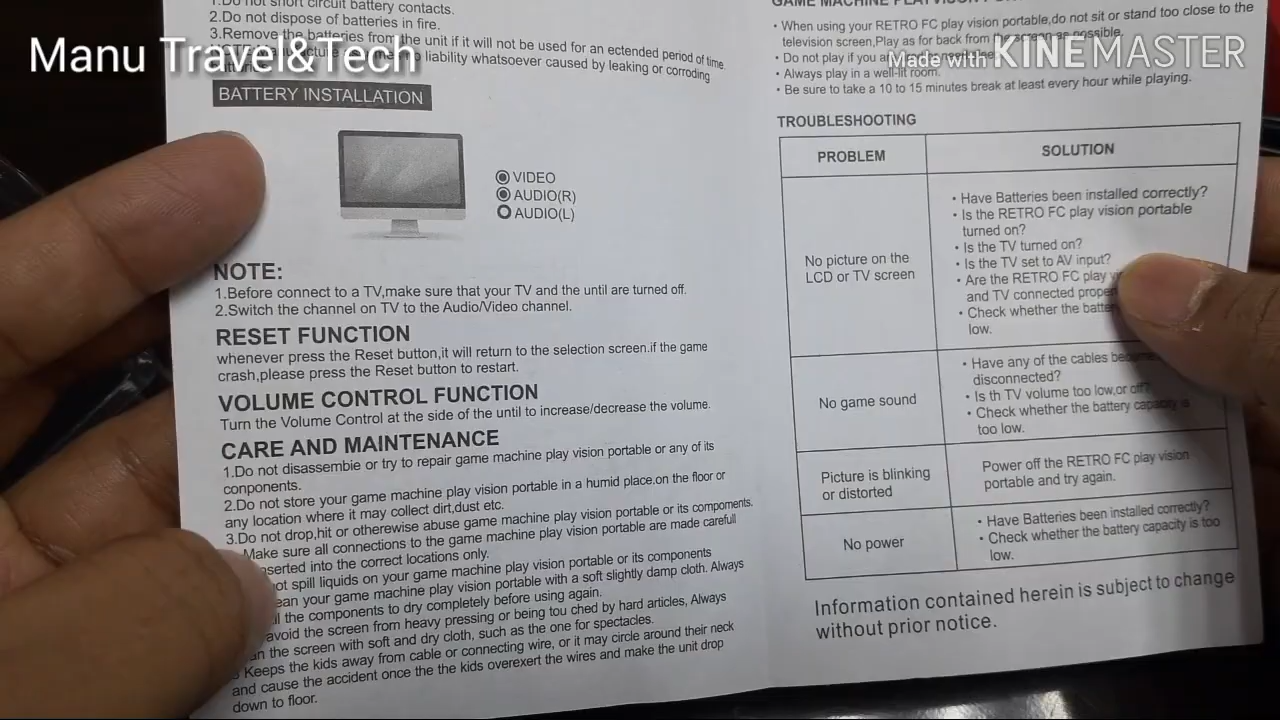 1.Do not short circuit battery contacts.
2.Do not dispose of batteries in fire.
3.Remove the batteries from the unit if it will not be used for an ectended period of time.
liability whatsoever caused by leaking or corroding
Manu Travel&Tech
BATTERY INSTALLATION
VIDEO
AUDIO(R)
AUDIO(L)
NOTE:
1.Before connect to a TV,make sure that your TV and the until are turned off.
2.Switch the channel on TV to the Audio/Video channel.
RESET FUNCTION
whenever press the Reset button,it will return to the selection screen.if the game
crash,please press the Reset button to restart.
VOLUME CONTROL FUNCTION
Turn the Volume Control at the side of the until to increase/decrease the volume.
CARE AND MAINTENANCE
1.Do not disassembie or try to repair game machine play vision portable or any of its
conponents.
2.Do not store your game machine play vision portable in a humid place.on the floor or
any location where it may collect dirt,dust etc.
3.Do not drop,hit or otherewise abuse game machine play vision portable or its compoments.
Make sure all connections to the game machine play vision portable are made carefull
serted into the correct locations only.
ot spill liquids on your game machine play vision portable or its components
ean your game machine play vision portable with a soft slightly damp cloth. Always
ll the components to dry completely before using again.
avoid the screen from heavy pressing or being tou ched by hard articles, Always
n the screen with soft and dry cloth, such as the one for spectacles.
Keeps the kids away from cable or connecting wire, or it may circle around their neck
and cause the accident once the the kids overexert the wires and make the unit drop
down to floor.
GAME MACHINE PLAY
• When using your RETRO FC play vision portable,do not sit or stand too close to the
television screen,Play as for back from the screen as possible.
• Do not play if you
Made with KINEMASTER
• Always play in a well-lit room.
• Be sure to take a 10 to 15 minutes break at least every hour while playing.
TROUBLESHOOTING
PROBLEM SOLUTION
No picture on the
LCD or TV screen
• Have Batteries been installed correctly?
• Is the RETRO FC play vision portable
turned on?
• Is the TV turned on?
• Is the TV set to AV input?
• Are the RETRO FC play
and TV connected proper
• Check whether the batte
low.
No game sound
• Have any of the cables become
disconnected?
• Is th TV volume too low,or off?
• Check whether the battery capacity is
too low.
Picture is blinking
or distorted
Power off the RETRO FC play vision
portable and try again.
No power
• Have Batteries been installed correctly?
• Check whether the battery capacity is too
low.
Information contained herein is subject to change
without prior notice.